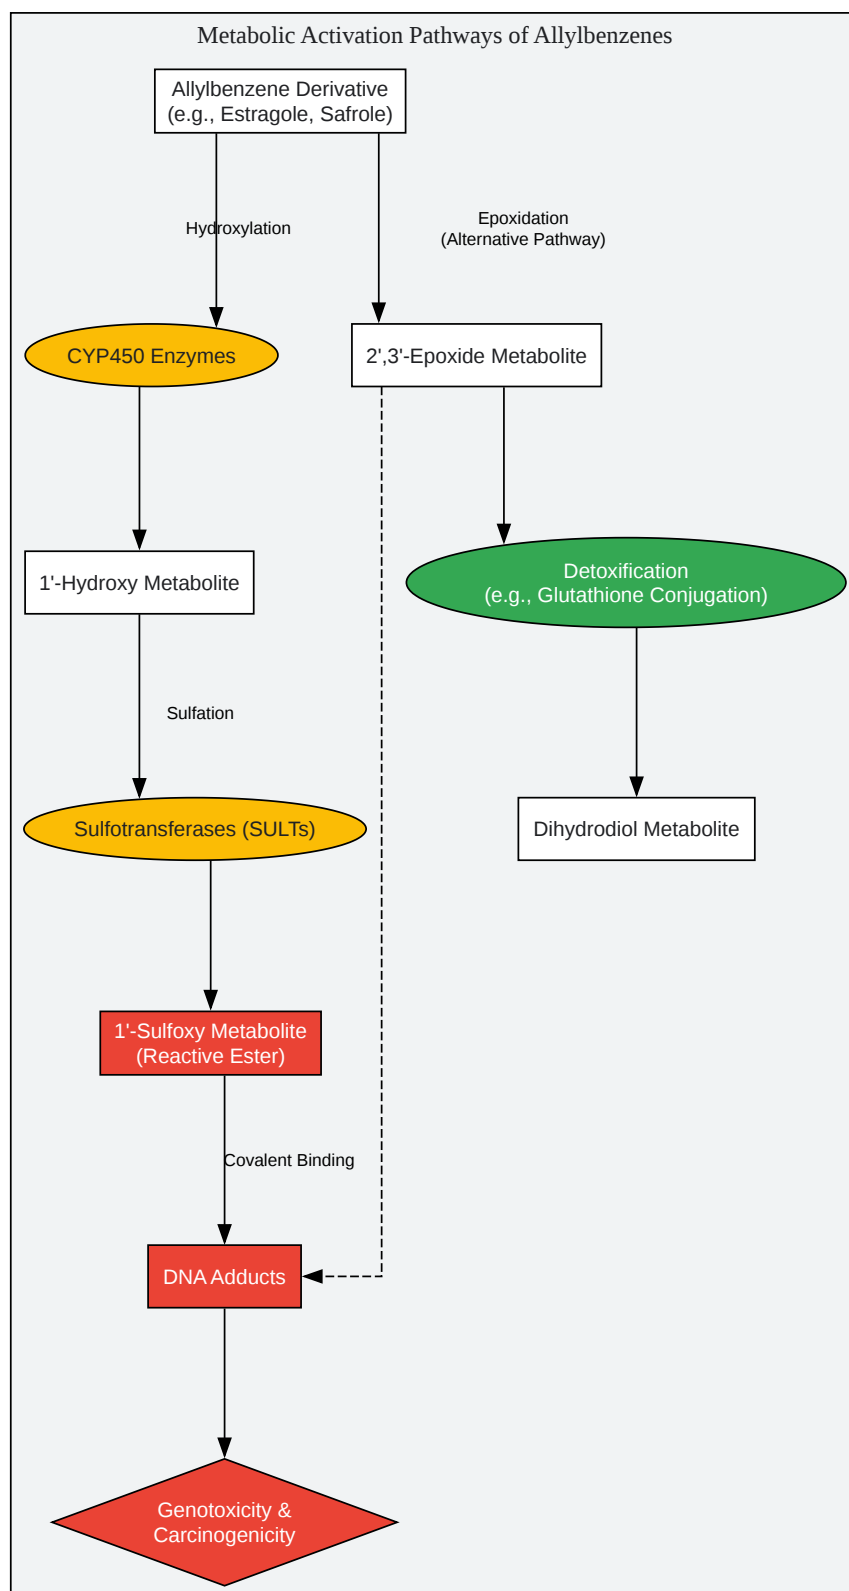 Metabolic Activation Pathways of Allylbenzenes
Allylbenzene Derivative
(e.g., Estragole, Safrole)
Hydroxylation
Epoxidation
(Alternative Pathway)
CYP450 Enzymes
2',3'-Epoxide Metabolite
1'-Hydroxy Metabolite
Detoxification
(e.g., Glutathione Conjugation)
Sulfation
Sulfotransferases (SULTs)
Dihydrodiol Metabolite
1'-Sulfoxy Metabolite
(Reactive Ester)
Covalent Binding
DNA Adducts
Genotoxicity &
Carcinogenicity